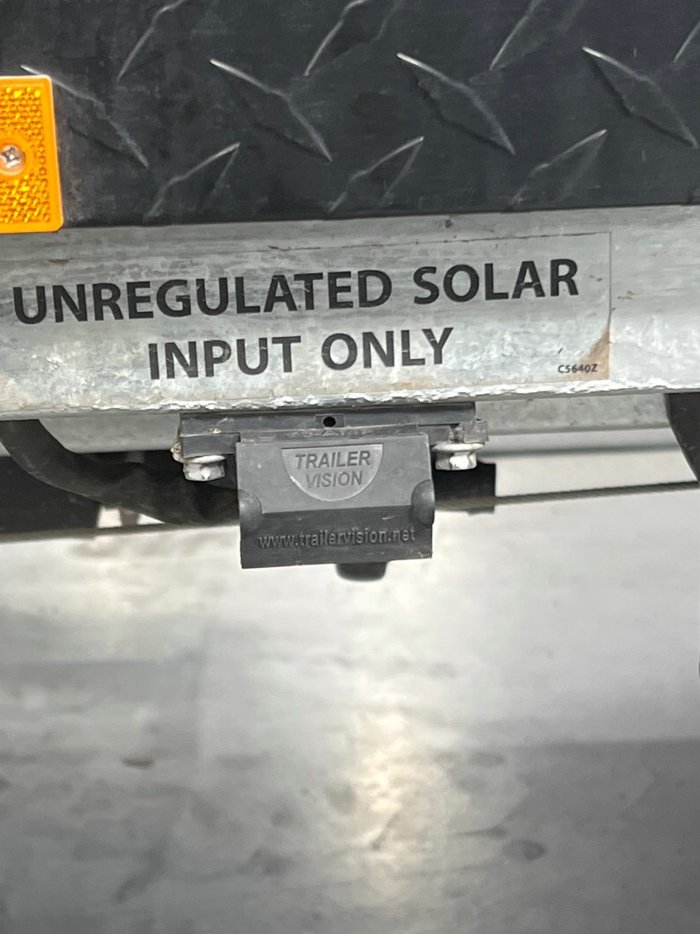 UNREGULATED SOLAR
INPUT ONLY
C5640Z
TRAILER
VISION
www.trailervision.net